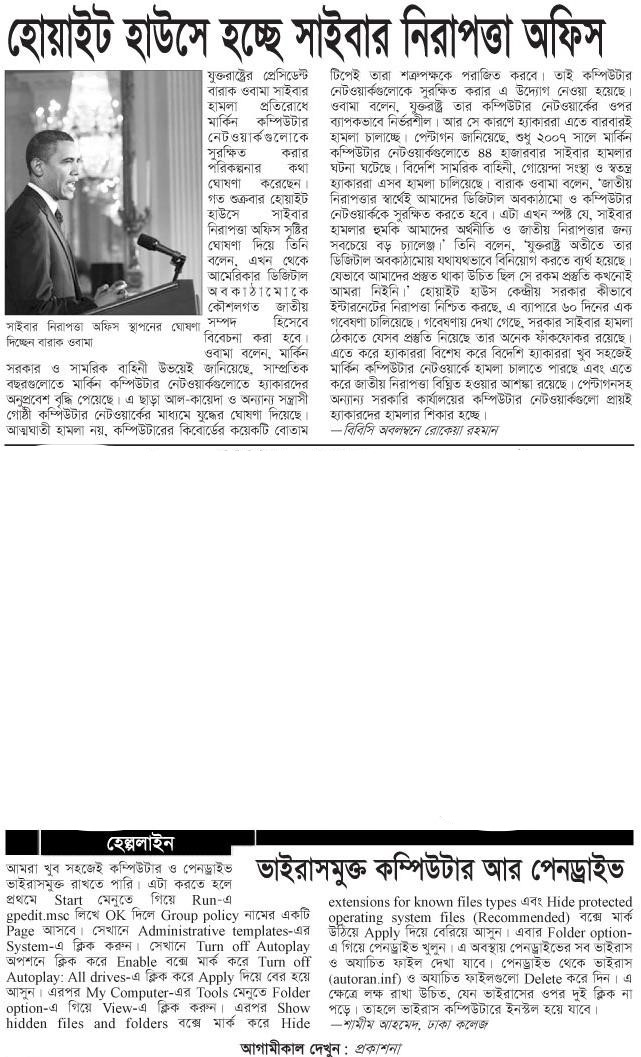 হোয়াইট হাউসে হচ্ছে সাইবার নিরাপত্তা অফিস
যুক্তরাষ্ট্রের প্রেসিডেন্ট
বারাক ওবামা সাইবার
হামলা প্রতিরোধে
মার্কিন কম্পিউটার
নেটওয়ার্কগুলোকে
সুরক্ষিত করার
পরিকল্পনার কথা
ঘোষণা করেছেন।
গত শুক্রবার হোয়াইট
হাউসে সাইবার
নিরাপত্তা অফিস সৃষ্টির
ঘোষণা দিয়ে তিনি
বলেন, এখন থেকে
আমেরিকার ডিজিটাল
অবকাঠামোকে
কৌশলগত জাতীয়
সম্পদ হিসেবে
বিবেচনা করা হবে।
ওবামা বলেন, মার্কিন
সাইবার নিরাপত্তা অফিস স্থাপনের ঘোষণা
দিচ্ছেন বারাক ওবামা
সরকার ও সামরিক বাহিনী উভয়েই জানিয়েছে, সাম্প্রতিক
বছরগুলোতে মার্কিন কম্পিউটার নেটওয়ার্কগুলোতে হ্যাকারদের
অনুপ্রবেশ বৃদ্ধি পেয়েছে। এ ছাড়া আল-কায়েদা ও অন্যান্য সন্ত্রাসী
গোষ্ঠী কম্পিউটার নেটওয়ার্কের মাধ্যমে যুদ্ধের ঘোষণা দিয়েছে।
আত্মঘাতী হামলা নয়, কম্পিউটারের কিবোর্ডের কয়েকটি বোতাম
টিপেই তারা শত্রুপক্ষকে পরাজিত করবে। তাই কম্পিউটার
নেটওয়ার্কগুলোকে সুরক্ষিত করার এ উদ্যোগ নেওয়া হয়েছে।
ওবামা বলেন, যুক্তরাষ্ট্র তার কম্পিউটার নেটওয়ার্কের ওপর
ব্যাপকভাবে নির্ভরশীল। আর সে কারণে হ্যাকাররা এতে বারবারই
হামলা চালাচ্ছে। পেন্টাগন জানিয়েছে, শুধু ২০০৭ সালে মার্কিন
কম্পিউটার নেটওয়ার্কগুলোতে ৪৪ হাজারবার সাইবার হামলার
ঘটনা ঘটেছে। বিদেশি সামরিক বাহিনী, গোয়েন্দা সংস্থা ও স্বতন্ত্র
হ্যাকাররা এসব হামলা চালিয়েছে। বারাক ওবামা বলেন, ‘জাতীয়
নিরাপত্তার স্বার্থেই আমাদের ডিজিটাল অবকাঠামো ও কম্পিউটার
নেটওয়ার্ককে সুরক্ষিত করতে হবে। এটা এখন স্পষ্ট যে, সাইবার
হামলার হুমকি আমাদের অর্থনীতি ও জাতীয় নিরাপত্তার জন্য
সবচেয়ে বড় চ্যালেঞ্জ।’ তিনি বলেন, ‘যুক্তরাষ্ট্র অতীতে তার
ডিজিটাল অবকাঠামোয় যথাযথভাবে বিনিয়োগ করতে ব্যর্থ হয়েছে।
যেভাবে আমাদের প্রস্তুত থাকা উচিত ছিল সে রকম প্রস্তুতি কখনোই
আমরা নিইনি।’ হোয়াইট হাউস কেন্দ্রীয় সরকার কীভাবে
ইন্টারনেটের নিরাপত্তা নিশ্চিত করছে, এ ব্যাপারে ৬০ দিনের এক
গবেষণা চালিয়েছে। গবেষণায় দেখা গেছে, সরকার সাইবার হামলা
ঠেকাতে যেসব প্রস্তুতি নিয়েছে তার অনেক ফাঁকফোকর রয়েছে।
এতে করে হ্যাকাররা বিশেষ করে বিদেশি হ্যাকাররা খুব সহজেই
মার্কিন কম্পিউটার নেটওয়ার্কে হামলা চালাতে পারছে এবং এতে
করে জাতীয় নিরাপত্তা বিঘ্নিত হওয়ার আশঙ্কা রয়েছে। পেন্টাগনসহ
অন্যান্য সরকারি কার্যালয়ের কম্পিউটার নেটওয়ার্কগুলো প্রায়ই
হ্যাকারদের হামলার শিকার হচ্ছে।
—বিবিসি অবলম্বনে রোকেয়া রহমান
হেল্পলাইন
ভাইরাসমুক্ত কম্পিউটার আর পেনড্রাইভ
আমরা খুব সহজেই কম্পিউটার ও পেনড্রাইভ
ভাইরাসমুক্ত রাখতে পারি। এটা করতে হলে
প্রথমে Start মেনুতে গিয়ে Run-এ
gpedit.msc লিখে OK দিলে Group policy নামের একটি
Page আসবে। সেখানে Administrative templates-এর
System-এ ক্লিক করুন। সেখানে Turn off Autoplay
অপশনে ক্লিক করে Enable বক্সে মার্ক করে Turn off
Autoplay: All drives-এ ক্লিক করে Apply দিয়ে বের হয়ে
আসুন। এরপর My Computer-এর Tools মেনুতে Folder
option-এ গিয়ে View-এ ক্লিক করুন। এরপর Show
hidden files and folders বক্সে মার্ক করে Hide
extensions for known files types এবং Hide protected
operating system files (Recommended) বক্সে মার্ক
উঠিয়ে Apply দিয়ে বেরিয়ে আসুন। এবার Folder option-
এ গিয়ে পেনড্রাইভ খুলুন। এ অবস্থায় পেনড্রাইভের সব ভাইরাস
ও অযাচিত ফাইল দেখা যাবে। পেনড্রাইভ থেকে ভাইরাস
(autoran.inf) ও অযাচিত ফাইলগুলো Delete করে দিন। এ
ক্ষেত্রে লক্ষ রাখা উচিত, যেন ভাইরাসের ওপর দুই ক্লিক না
পড়ে। তাহলে ভাইরাস কম্পিউটারে ইনস্টল হয়ে যাবে।
—শামীম আহমেদ, ঢাকা কলেজ
আগামীকাল দেখুন : প্রকাশনা